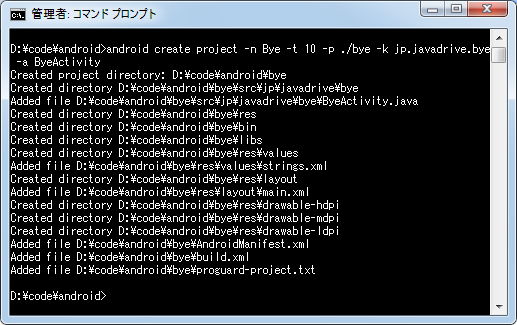 管理者: コマンド プロンプト
D:¥code¥android>android create project -n Bye -t 10 -p ./bye -k jp.javadrive.bye
-a ByeActivity
Created project directory: D:¥code¥android¥bye
Created directory D:¥code¥android¥bye¥src¥jp¥javadrive¥bye
Added file D:¥code¥android¥bye¥src¥jp¥javadrive¥bye¥ByeActivity.java
Created directory D:¥code¥android¥bye¥res
Created directory D:¥code¥android¥bye¥bin
Created directory D:¥code¥android¥bye¥libs
Created directory D:¥code¥android¥bye¥res¥values
Added file D:¥code¥android¥bye¥res¥values¥strings.xml
Created directory D:¥code¥android¥bye¥res¥layout
Added file D:¥code¥android¥bye¥res¥layout¥main.xml
Created directory D:¥code¥android¥bye¥res¥drawable-hdpi
Created directory D:¥code¥android¥bye¥res¥drawable-mdpi
Created directory D:¥code¥android¥bye¥res¥drawable-ldpi
Added file D:¥code¥android¥bye¥AndroidManifest.xml
Added file D:¥code¥android¥bye¥build.xml
Added file D:¥code¥android¥bye¥proguard-project.txt
D:¥code¥android>